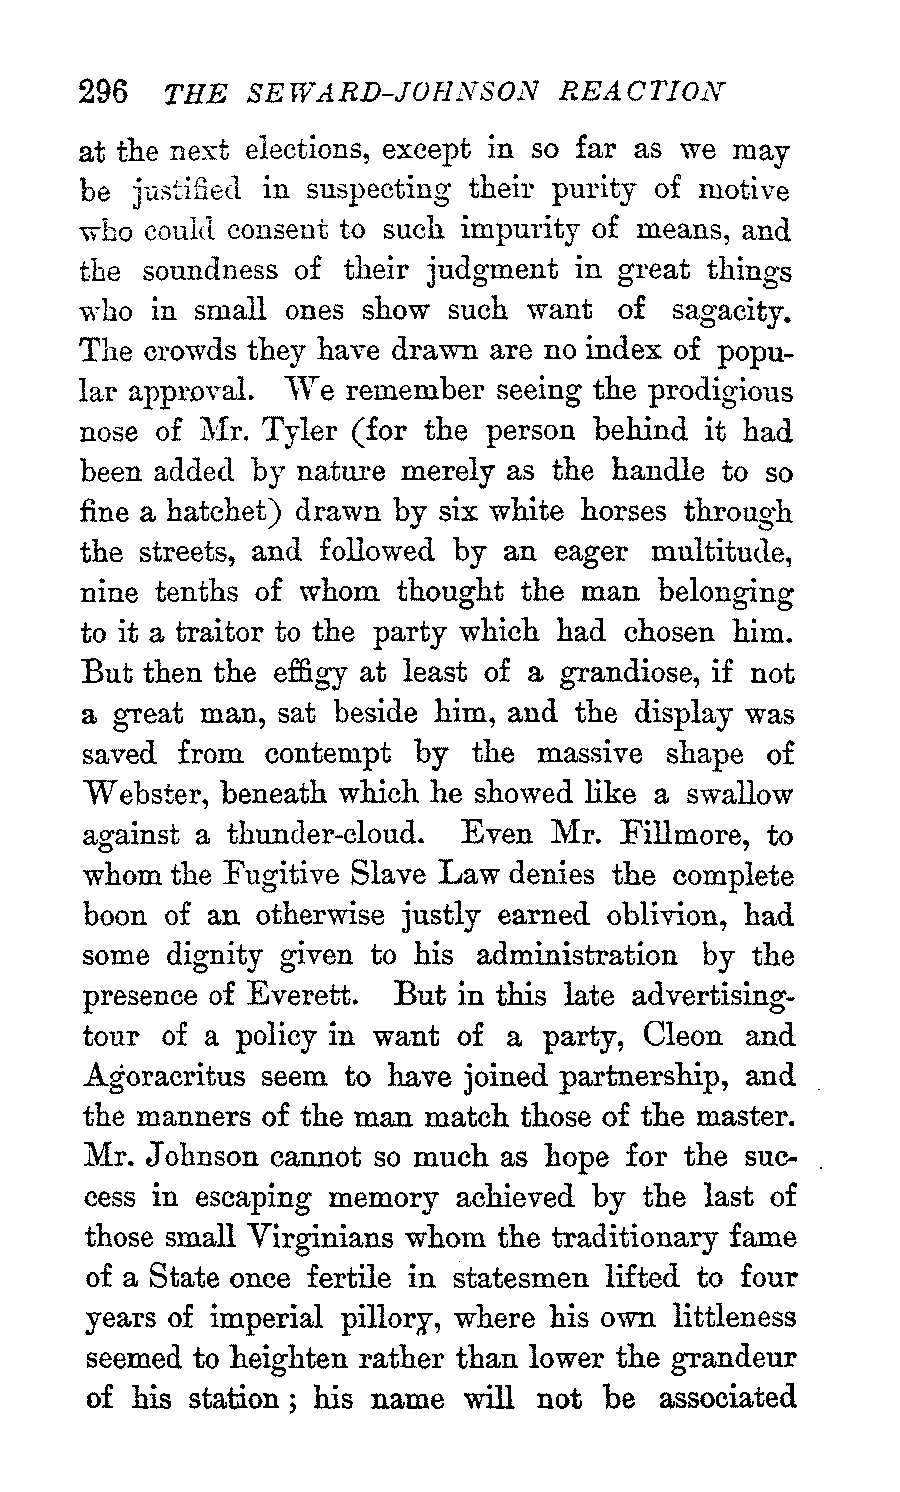 296 THE SEWARD-JOHNSON REACTION
at the next elections, except in so far as we may
be justified in suspecting their purity of motive
who could consent to such impurity of means, and
the soundness of their judgment in great things
who in small ones show such want of sagacity.
The crowds they have drawn are no index of popu-
lar approval. We remember seeing the prodigious
nose of Mr. Tyler (for the person behind it had
been added by nature merely as the handle to so
fine a hatchet) drawn by six white horses through
the streets, and followed by an eager multitude,
nine tenths of whom thought the man belonging
to it a traitor to the party which had chosen him.
But then the effigy at least of a grandiose, if not
a great man, sat beside him, and the display was
saved from contempt by the massive shape of
Webster, beneath which he showed like a swallow
against a thunder-cloud. Even Mr. Fillmore, to
whom the Fugitive Slave Law denies the complete
boon of an otherwise justly earned oblivion, had
some dignity given to his administration by the
presence of Everett. But in this late advertising-
tour of a policy in want of a party, Cleon and
Agoracritus seem to have joined partnership, and
the manners of the man match those of the master.
Mr. Johnson cannot so much as hope for the suc-
cess in escaping memory achieved by the last of
those small Virginians whom the traditionary fame
of a State once fertile in statesmen lifted to four
years of imperial pillory, where his own littleness
seemed to heighten rather than lower the grandeur
of his station; his name will not be associated